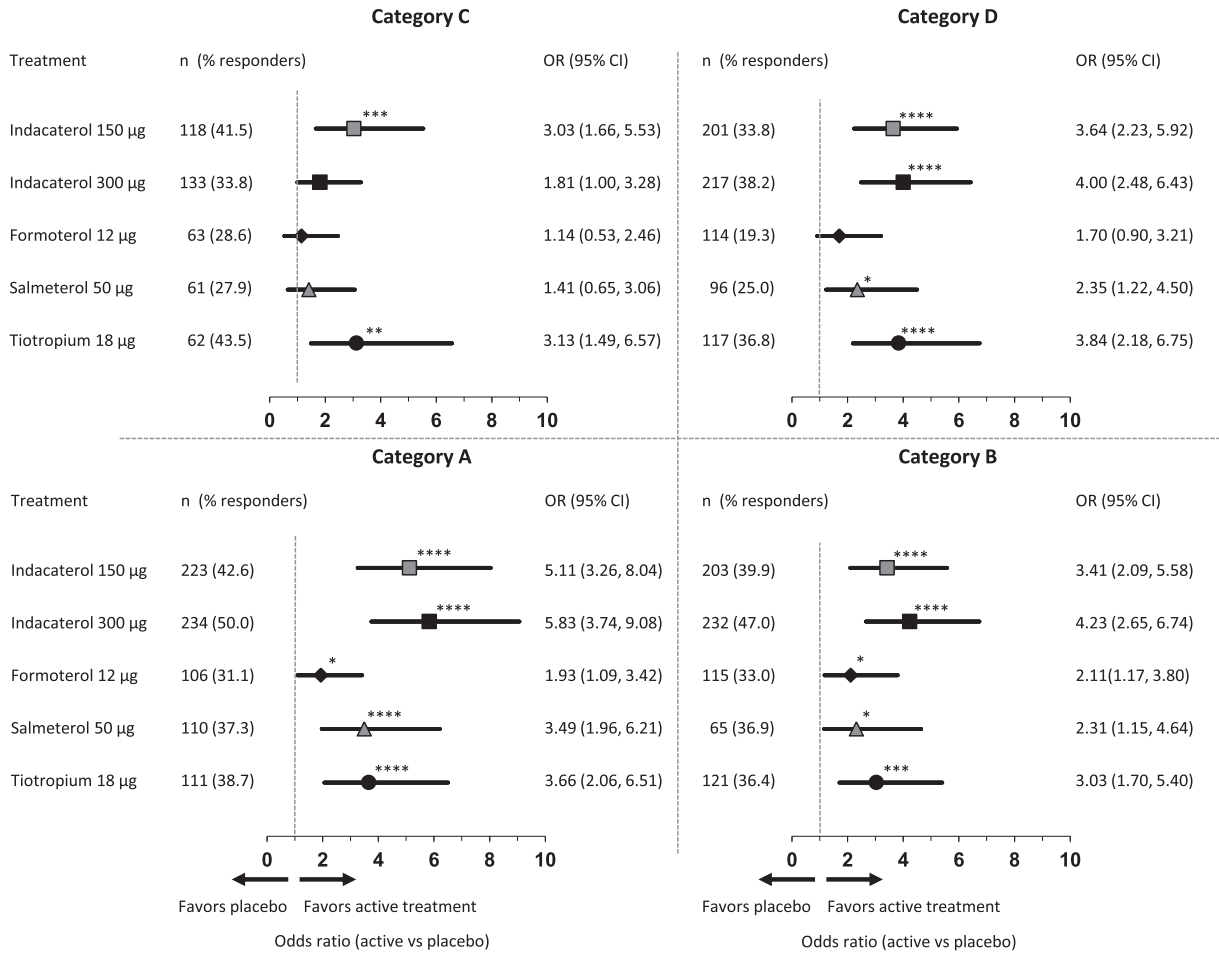 Category C
Treatment n (% responders) OR (95% CI)
***
Indacaterol 150 µg 118 (41.5) 3.03 (1.66, 5.53)
Indacaterol 300 µg 133 (33.8) 1.81 (1.00, 3.28)
Formoterol 12 µg 63 (28.6) 1.14 (0.53, 2.46)
Salmeterol 50 µg 61 (27.9) 1.41 (0.65, 3.06)
**
Tiotropium 18 µg 62 (43.5) 3.13 (1.49, 6.57)
0 2 4 6 8 10
Category D
n (% responders) OR (95% CI)
****
201 (33.8) 3.64 (2.23, 5.92)
****
217 (38.2) 4.00 (2.48, 6.43)
114 (19.3) 1.70 (0.90, 3.21)
*
96 (25.0) 2.35 (1.22, 4.50)
****
117 (36.8) 3.84 (2.18, 6.75)
0 2 4 6 8 10
Category A
Treatment n (% responders) OR (95% CI)
****
Indacaterol 150 µg 223 (42.6) 5.11 (3.26, 8.04)
****
Indacaterol 300 µg 234 (50.0) 5.83 (3.74, 9.08)
*
Formoterol 12 µg 106 (31.1) 1.93 (1.09, 3.42)
****
Salmeterol 50 µg 110 (37.3) 3.49 (1.96, 6.21)
****
Tiotropium 18 µg 111 (38.7) 3.66 (2.06, 6.51)
0 2 4 6 8 10
Favors placebo Favors active treatment
Odds ratio (active vs placebo)
Category B
n (% responders) OR (95% CI)
****
203 (39.9) 3.41 (2.09, 5.58)
****
232 (47.0) 4.23 (2.65, 6.74)
*
115 (33.0) 2.11(1.17, 3.80)
*
65 (36.9) 2.31 (1.15, 4.64)
***
121 (36.4) 3.03 (1.70, 5.40)
0 2 4 6 8 10
Favors placebo Favors active treatment
Odds ratio (active vs placebo)